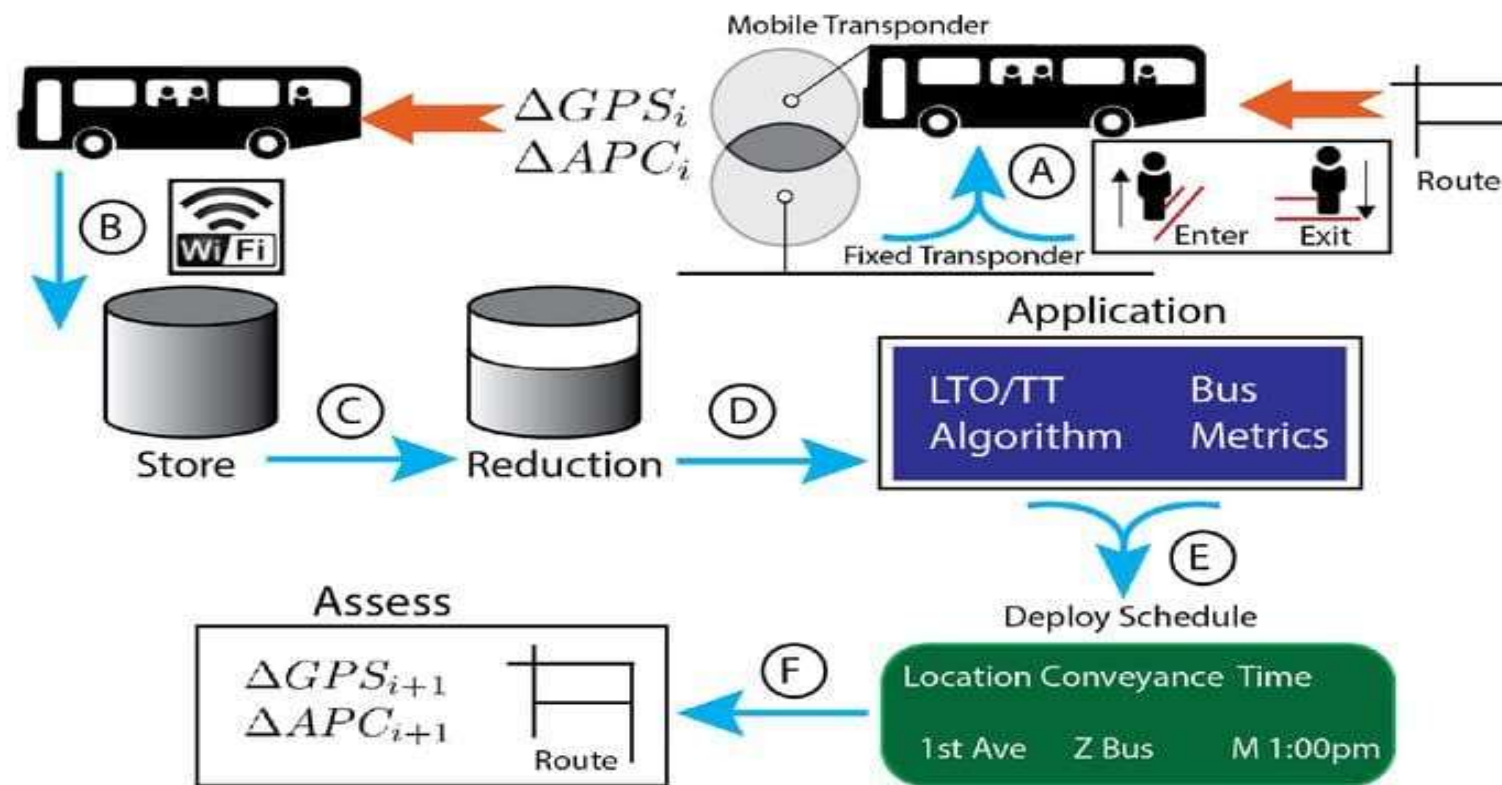 Mobile Transponder
ΔGPS_i
ΔAPC_i
A
Enter Exit
Route
Fixed Transponder
B
Wi Fi
Store
C
Reduction
D
Application
LTO/TT Bus
Algorithm Metrics
E
Deploy Schedule
Location Conveyance Time
1st Ave Z Bus M 1:00pm
F
Assess
ΔGPS_{i+1}
ΔAPC_{i+1}
Route